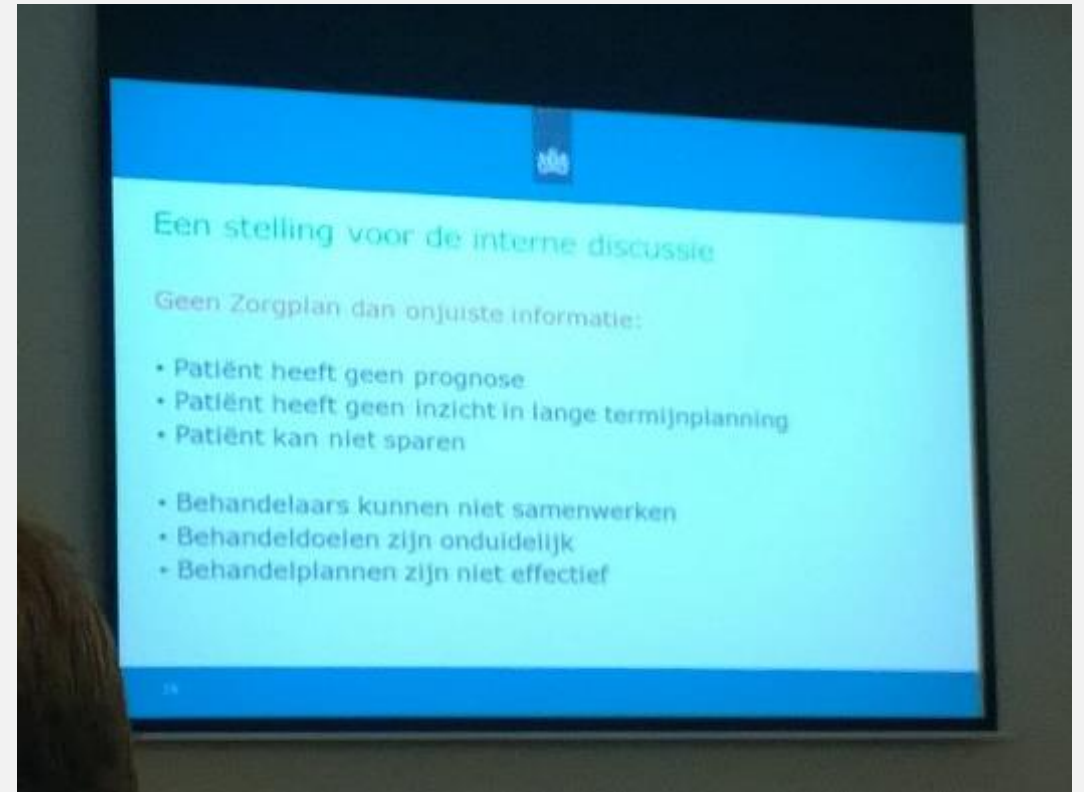 Een stelling voor de interne discussie
Geen Zorgplan dan onjuiste informatie:
• Patiënt heeft geen prognose
• Patiënt heeft geen inzicht in lange termijnplanning
• Patiënt kan niet sparen
• Behandelaars kunnen niet samenwerken
• Behandeldoelen zijn onduidelijk
• Behandelplannen zijn niet effectief